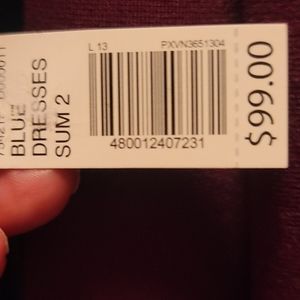 L 13 PXVN3651304
480012407231
BLUE
DRESSES
SUM 2
$99.00